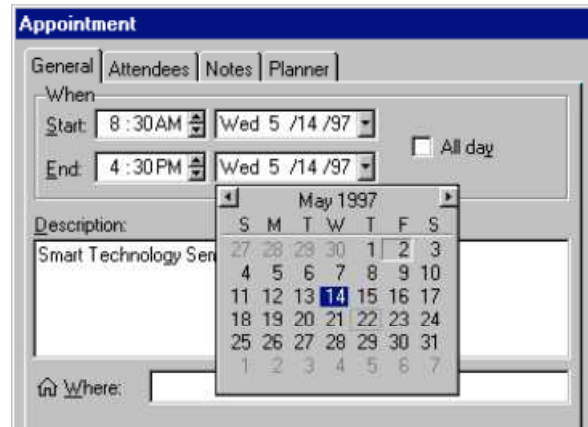 Appointment
General Attendees Notes Planner
When
Start: 8 :30AM Wed 5 /14 /97
All day
End: 4 :30PM Wed 5 /14 /97
May 1997
Description:
S M T W T F S
Smart Technology Sen
27 28 29 30 1 2 3
4 5 6 7 8 9 10
11 12 13 14 15 16 17
18 19 20 21 22 23 24
25 26 27 28 29 30 31
1 2 3 4 5 6 7
Where: